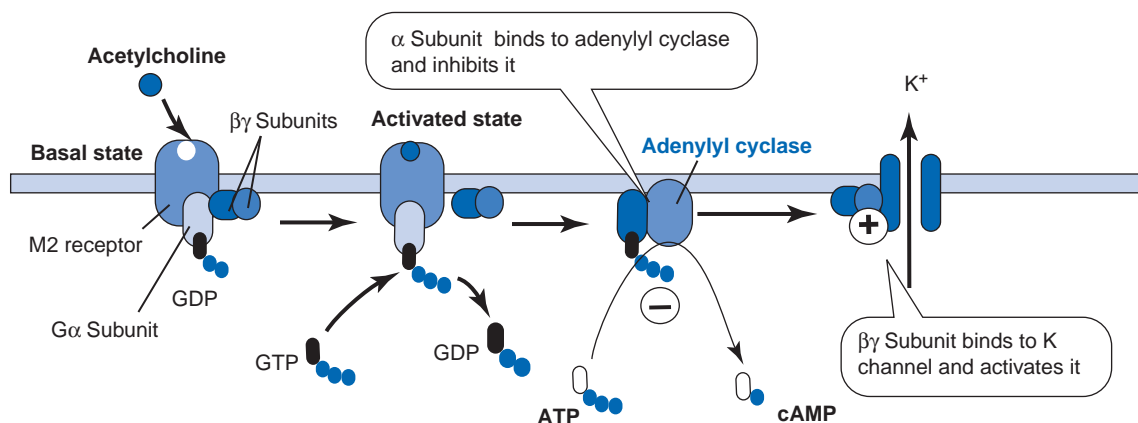 α Subunit binds to adenylyl cyclase
and inhibits it
Acetylcholine
K+
βγ Subunits
Activated state
Basal state
Adenylyl cyclase
M2 receptor
+
GDP
−
Gα Subunit
GTP
GDP
βγ Subunit binds to K
channel and activates it
ATP
cAMP